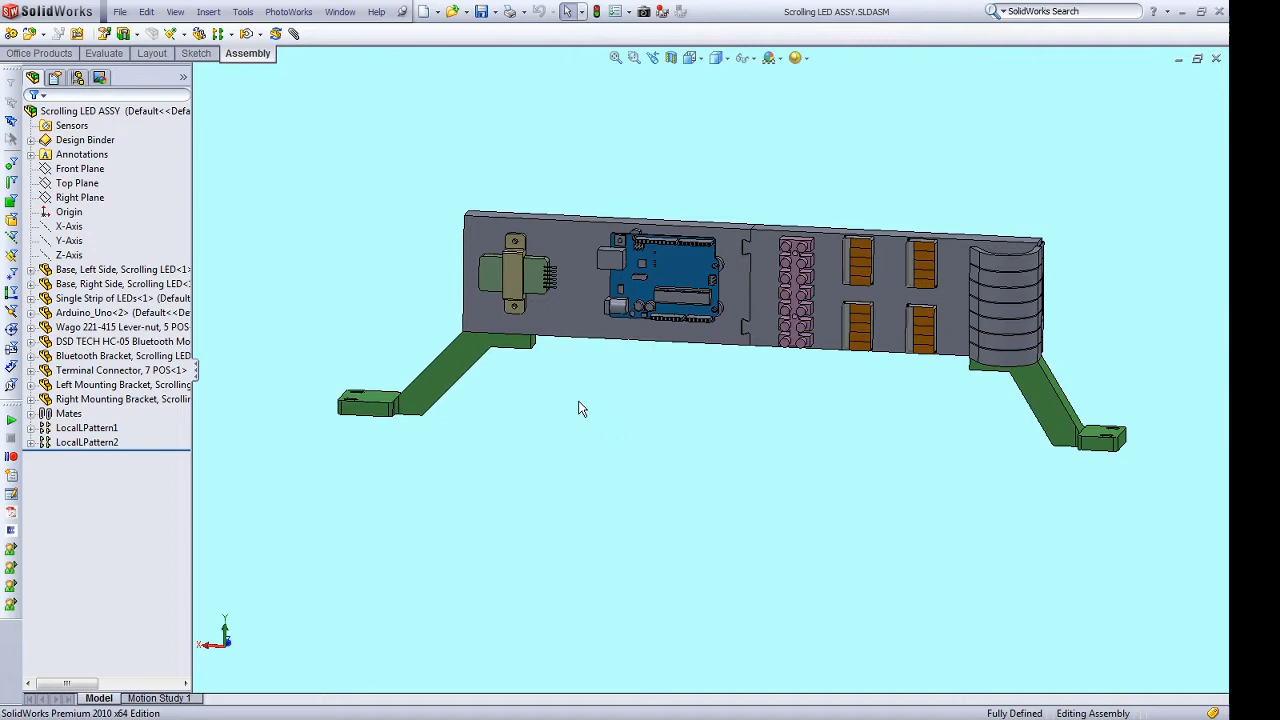 SolidWorks File Edit View Insert Tools PhotoWorks Window Help Scrolling LED ASSY.SLDASM SolidWorks Search ?
Office Products Evaluate Layout Sketch Assembly
Scrolling LED ASSY (Default<<Defa
Sensors
Design Binder
Annotations
Front Plane
Top Plane
Right Plane
Origin
X-Axis
Y-Axis
Z-Axis
Base, Left Side, Scrolling LED<1>
Base, Right Side, Scrolling LED<
Single Strip of LEDs<1> (Default
Arduino_Uno<2> (Default<<Def
Wago 221-415 Lever-nut, 5 POS
DSD TECH HC-05 Bluetooth Mod
Bluetooth Bracket, Scrolling LED
Terminal Connector, 7 POS<1>
Left Mounting Bracket, Scrolling
Right Mounting Bracket, Scrollin
Mates
LocalLPattern1
LocalLPattern2
Y
X
Z
Model Motion Study 1
SolidWorks Premium 2010 x64 Edition Fully Defined Editing Assembly